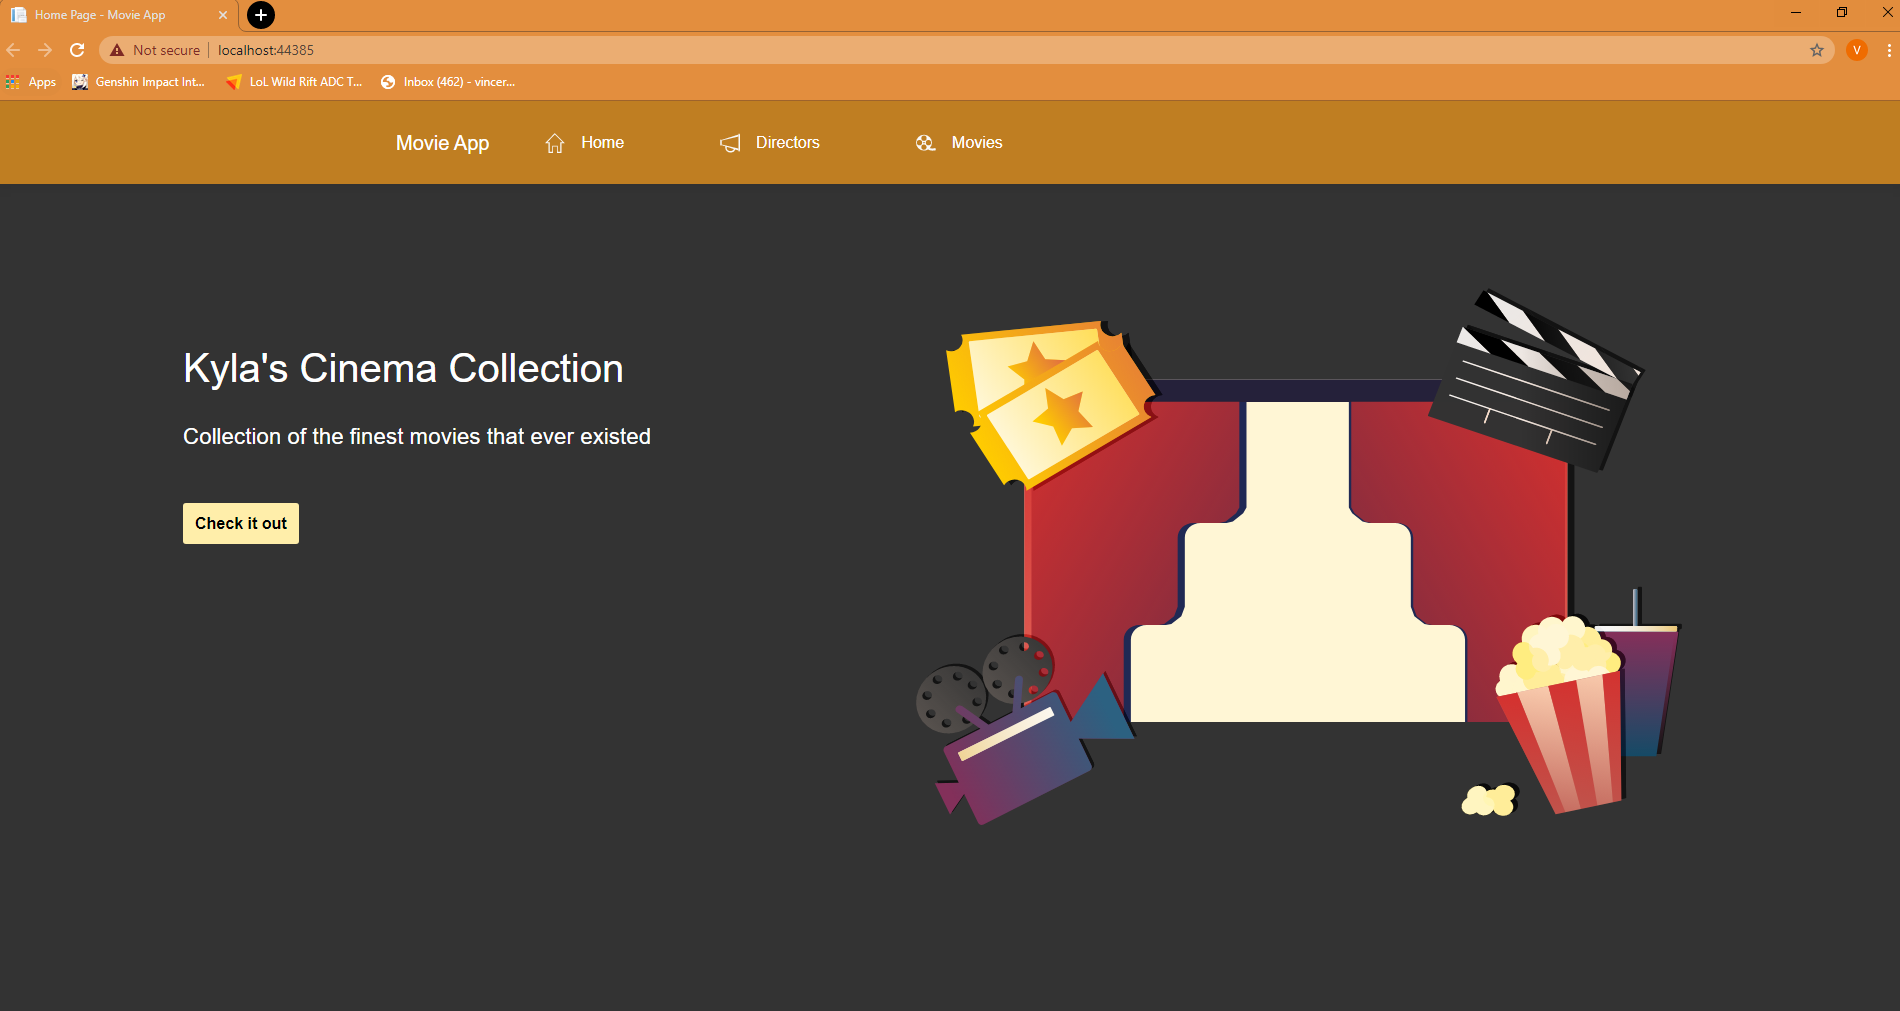 Home Page - Movie App
Not secure | localhost:44385
Apps Genshin Impact Int... LoL Wild Rift ADC T... Inbox (462) - vincer...
V
Movie App Home Directors Movies
Kyla's Cinema Collection
Collection of the finest movies that ever existed
Check it out